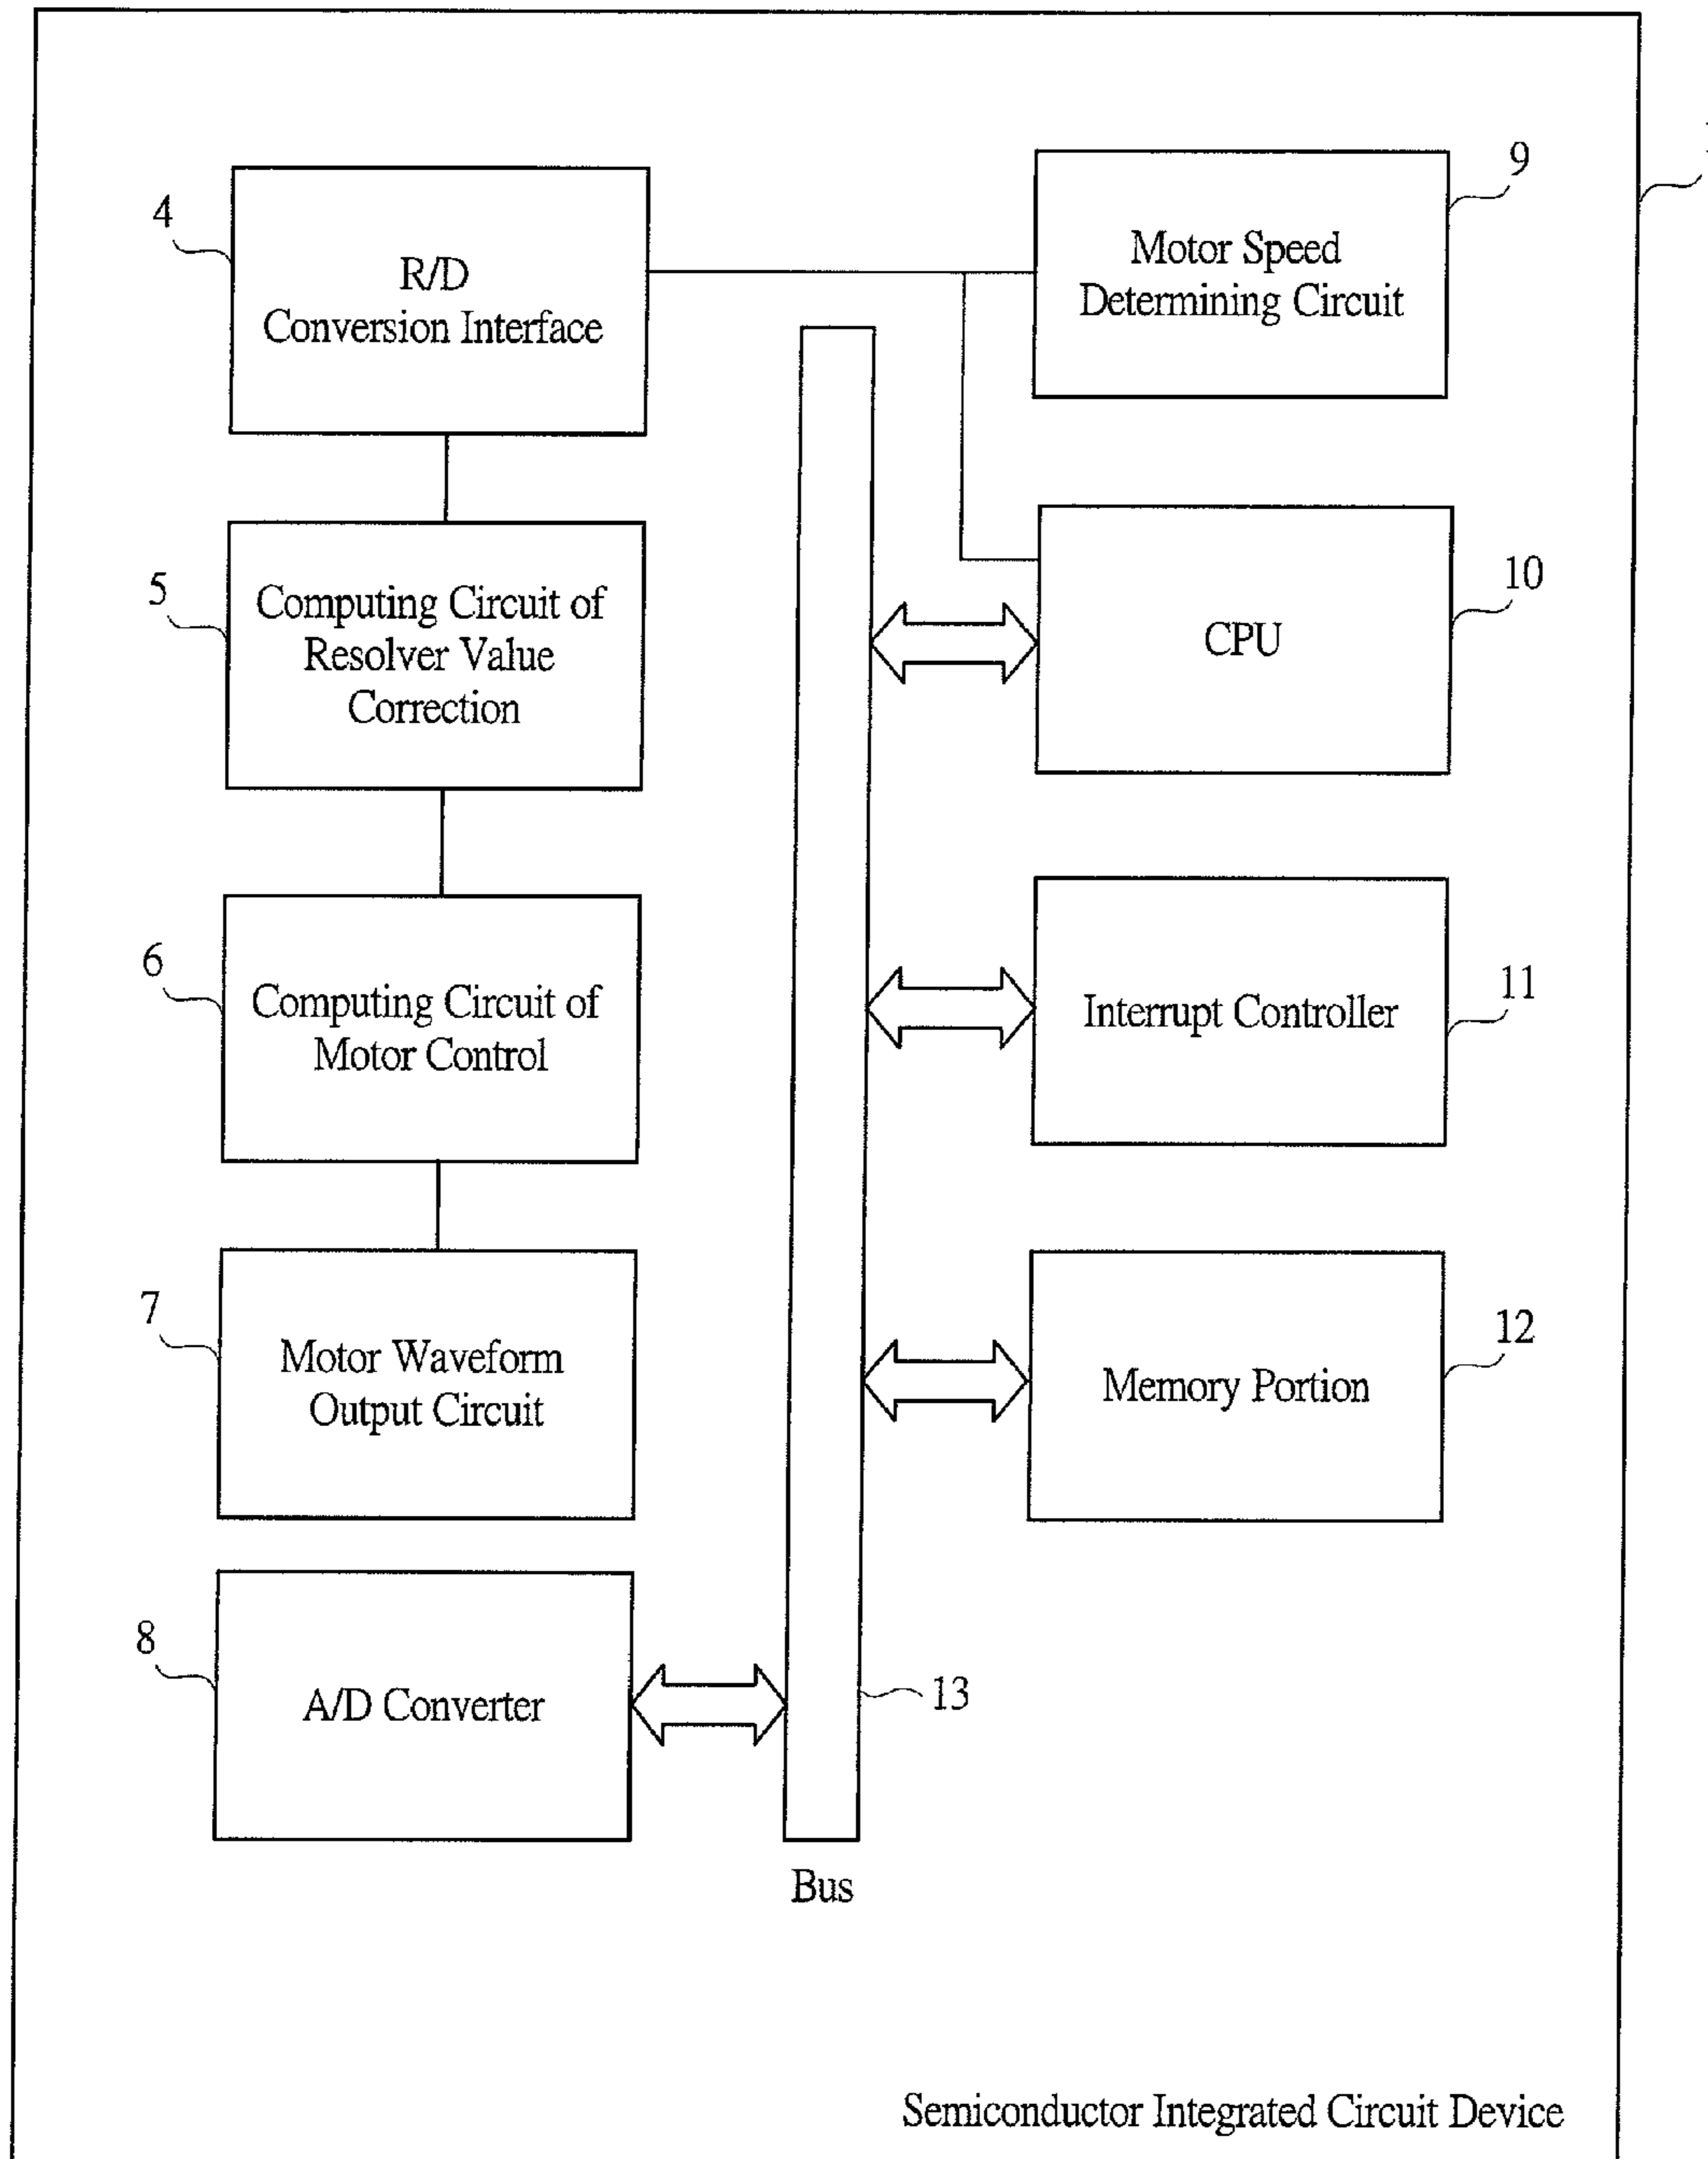 4
R/D
Conversion Interface
9
Motor Speed
Determining Circuit
5
Computing Circuit of
Resolver Value
Correction
10
CPU
6
Computing Circuit of
Motor Control
11
Interrupt Controller
7
Motor Waveform
Output Circuit
12
Memory Portion
8
A/D Converter
13
Bus
Semiconductor Integrated Circuit Device